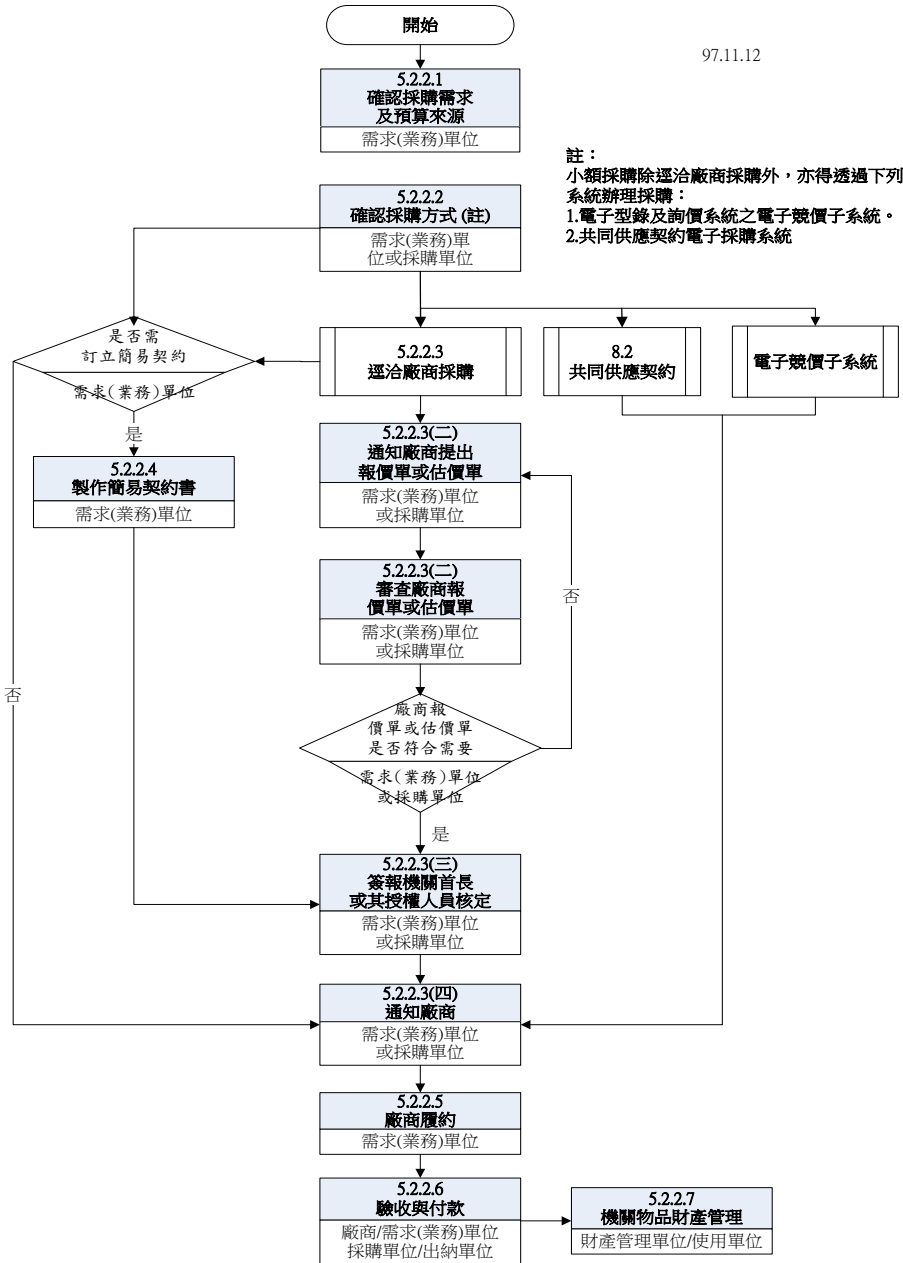 開始
97.11.12
5.2.2.1
確認採購需求
及預算來源
需求(業務)單位
註：
小額採購除逕洽廠商採購外，亦得透過下列
系統辦理採購：
1.電子型錄及詢價系統之電子競價子系統。
2.共同供應契約電子採購系統
5.2.2.2
確認採購方式 (註)
需求(業務)單
位或採購單位
是否需
訂立簡易契約
需求(業務)單位
5.2.2.3
逕洽廠商採購
8.2
共同供應契約
電子競價子系統
是
5.2.2.4
製作簡易契約書
需求(業務)單位
5.2.2.3(二)
通知廠商提出
報價單或估價單
需求(業務)單位
或採購單位
5.2.2.3(二)
審查廠商報
價單或估價單
需求(業務)單位
或採購單位
否
否
廠商報
價單或估價單
是否符合需要
需求(業務)單位
或採購單位
是
5.2.2.3(三)
簽報機關首長
或其授權人員核定
需求(業務)單位
或採購單位
5.2.2.3(四)
通知廠商
需求(業務)單位
或採購單位
5.2.2.5
廠商履約
需求(業務)單位
5.2.2.6
驗收與付款
廠商/需求(業務)單位
採購單位/出納單位
5.2.2.7
機關物品財產管理
財產管理單位/使用單位